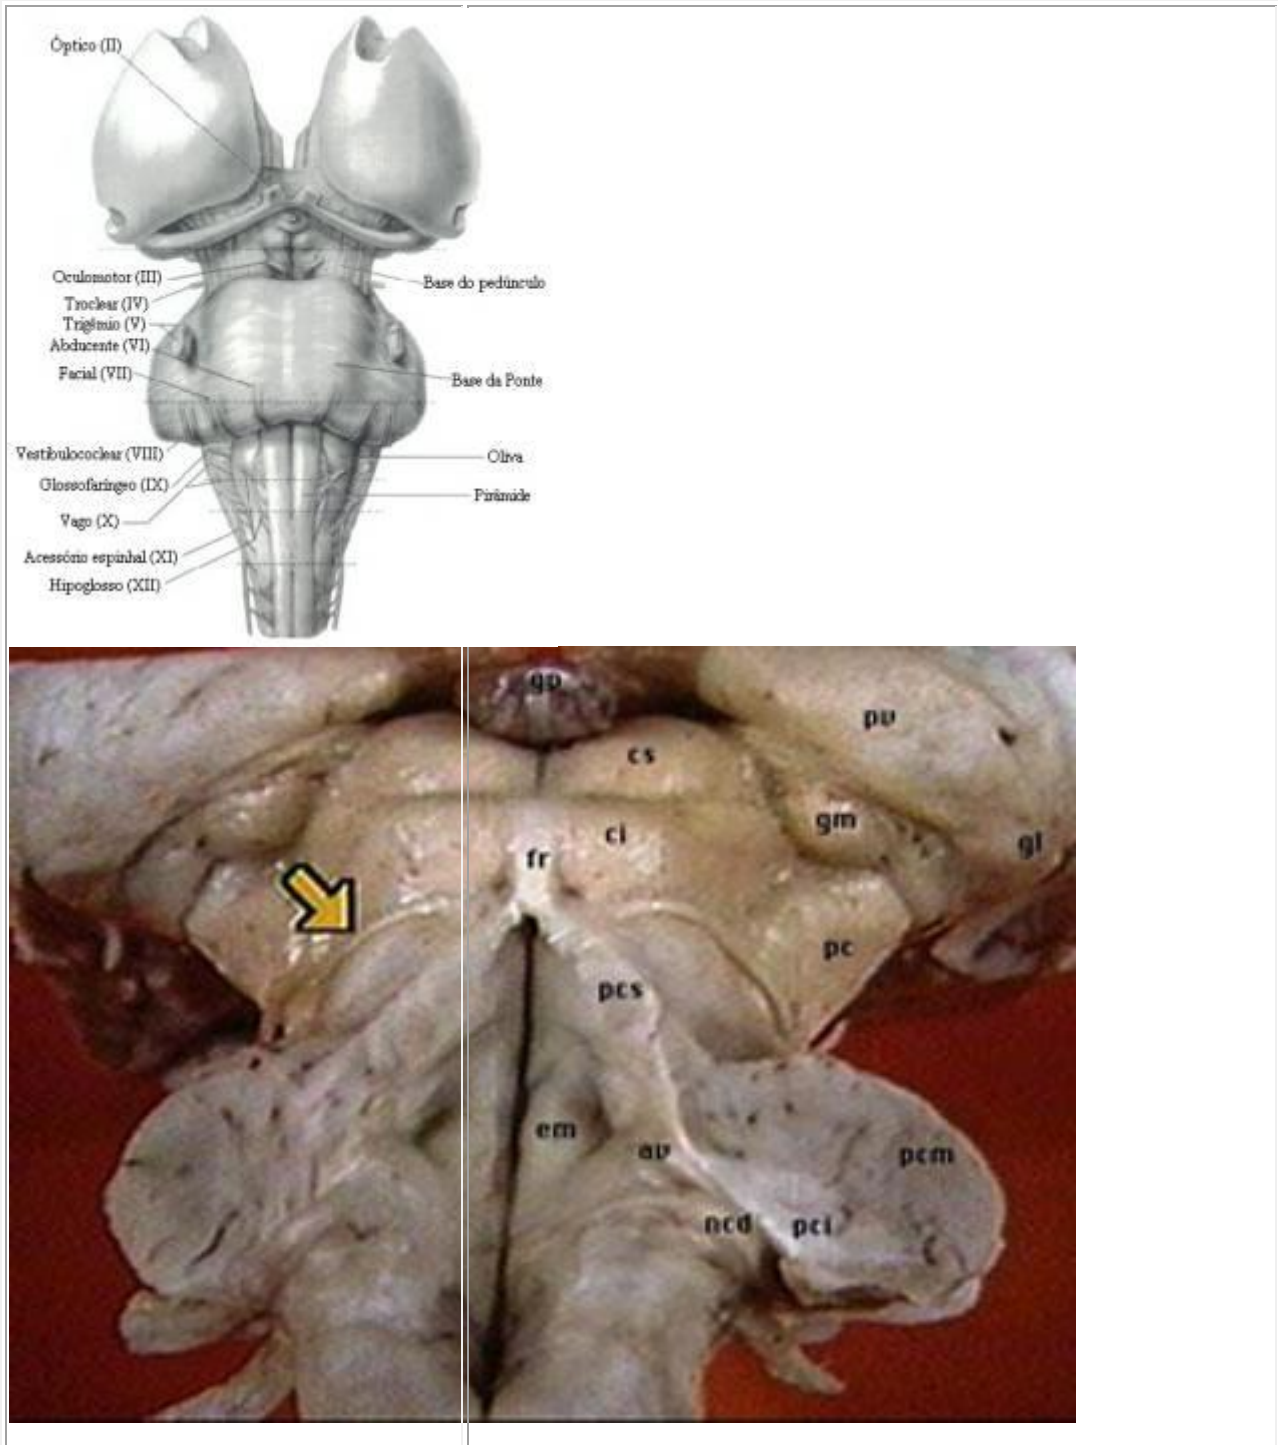 Óptico (II)
Oculomotor (III)
Base do pedúnculo
Troclear (IV)
Trigêmio (V)
Abducente (VI)
Facial (VII)
Base da Ponte
Vestibulococlear (VIII)
Oliva
Glossofaríngeo (IX)
Pirâmide
Vago (X)
Acessório espinhal (XI)
Hipoglosso (XII)
gp
pv
cs
gm
ci
gl
fr
pc
pcs
em
av
pcm
ncd
pci